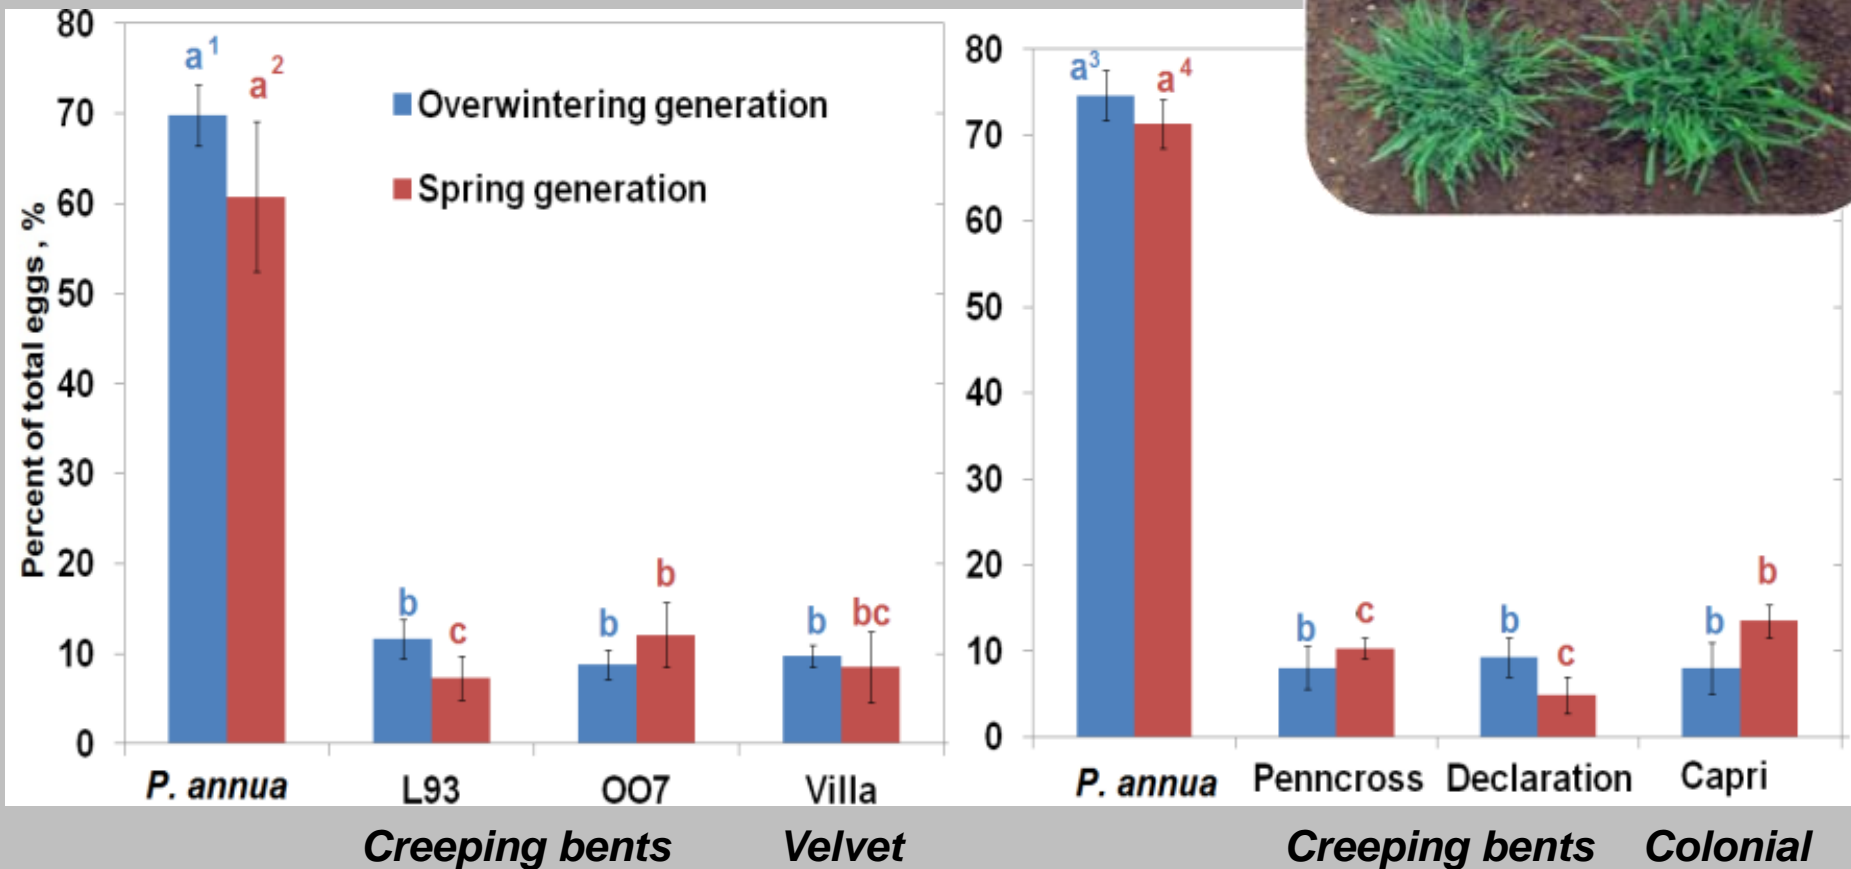 80
70
60
50
40
30
20
10
0
Percent of total eggs, %
a¹
a²
Overwintering generation
Spring generation
b
c
b
b
b
bc
P. annua
L93
OO7
Villa
Creeping bents
Velvet
80
70
60
50
40
30
20
10
0
a³
a⁴
b
c
b
c
b
b
P. annua
Penncross
Declaration
Capri
Creeping bents
Colonial